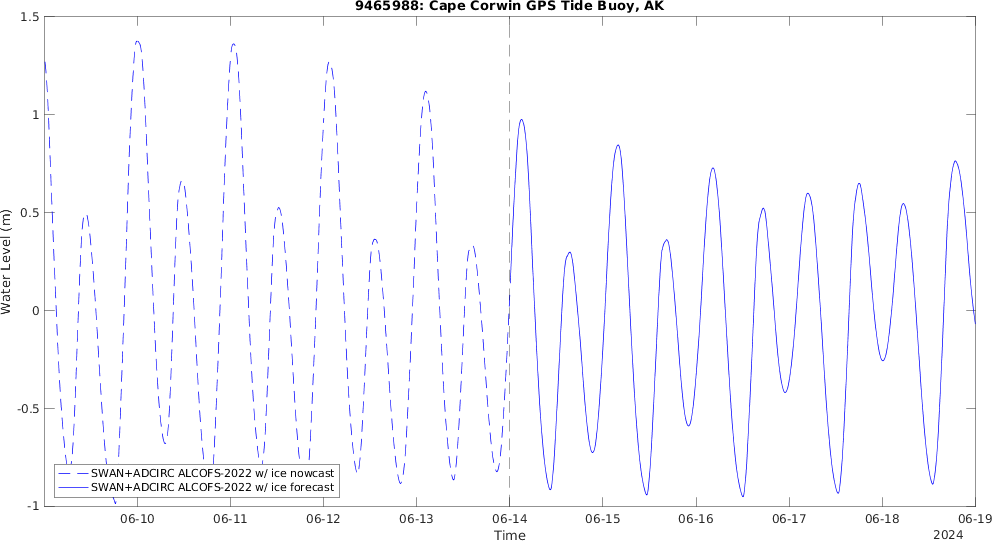 9465988: Cape Corwin GPS Tide Buoy, AK
Water Level (m)
1.5
1
0.5
0
-0.5
-1
SWAN+ADCIRC ALCOFS-2022 w/ ice nowcast
SWAN+ADCIRC ALCOFS-2022 w/ ice forecast
06-10 06-11 06-12 06-13 06-14 06-15 06-16 06-17 06-18 06-19
Time
2024